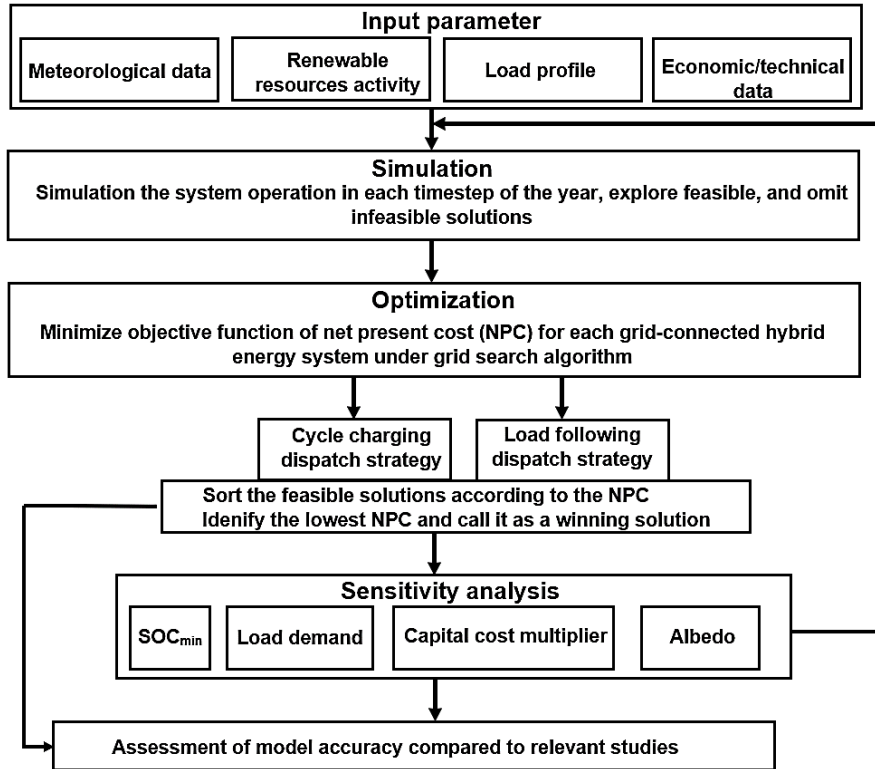 Input parameter
Meteorological data
Renewable
resources activity
Load profile
Economic/technical
data
Simulation
Simulation the system operation in each timestep of the year, explore feasible, and omit
infeasible solutions
Optimization
Minimize objective function of net present cost (NPC) for each grid-connected hybrid
energy system under grid search algorithm
Cycle charging
dispatch strategy
Load following
dispatch strategy
Sort the feasible solutions according to the NPC
Idenify the lowest NPC and call it as a winning solution
Sensitivity analysis
SOCmin
Load demand
Capital cost multiplier
Albedo
Assessment of model accuracy compared to relevant studies